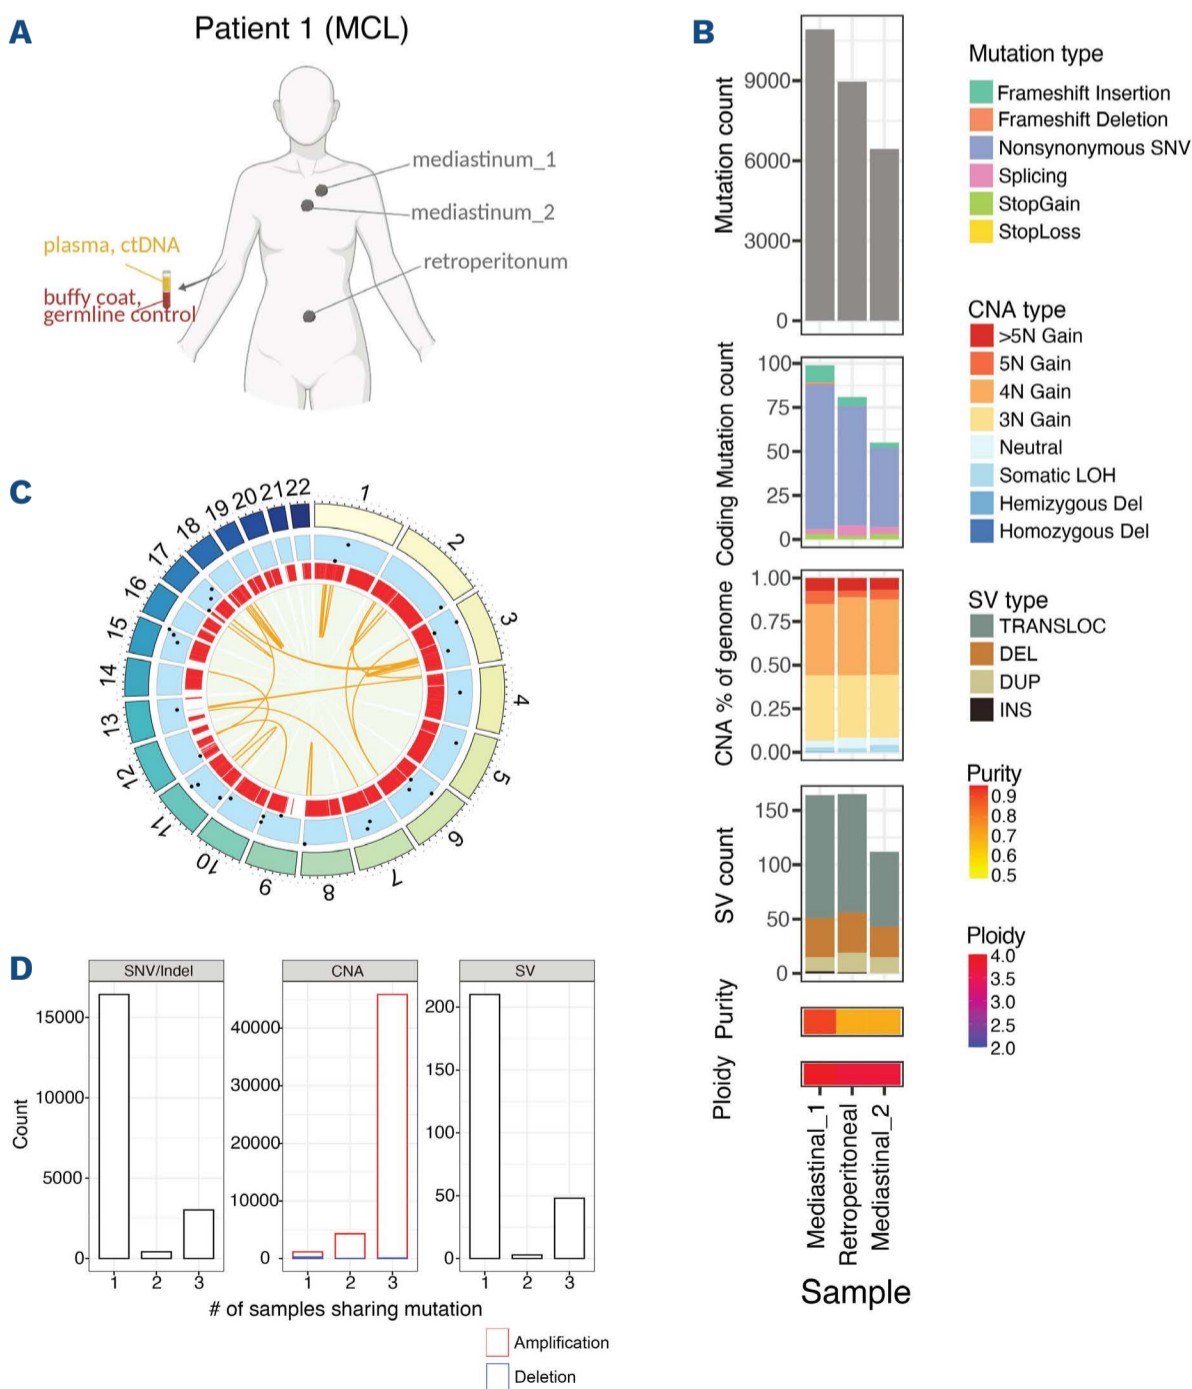 A
Patient 1 (MCL)
mediastinum_1
mediastinum_2
retroperitonum
plasma, ctDNA
buffy coat,
germline control
B
Mutation count
9000
6000
3000
0
Coding Mutation count
100
75
50
25
0
CNA % of genome
1.00
0.75
0.50
0.25
0.00
SV count
150
100
50
0
Purity
Ploidy
Mediastinal_1
Retroperitoneal
Mediastinal_2
Sample
Mutation type
Frameshift Insertion
Frameshift Deletion
Nonsynonymous SNV
Splicing
StopGain
StopLoss
CNA type
>5N Gain
5N Gain
4N Gain
3N Gain
Neutral
Somatic LOH
Hemizygous Del
Homozygous Del
SV type
TRANSLOC
DEL
DUP
INS
Purity
0.9
0.8
0.7
0.6
0.5
Ploidy
4.0
3.5
3.0
2.5
2.0
C
1
2
3
4
5
6
7
8
9
10
11
12
13
14
15
16
17
18
19
20
21
22
D
SNV/Indel
CNA
SV
Count
15000
10000
5000
0
1 2 3
40000
30000
20000
10000
0
1 2 3
200
150
100
50
0
1 2 3
# of samples sharing mutation
Amplification
Deletion